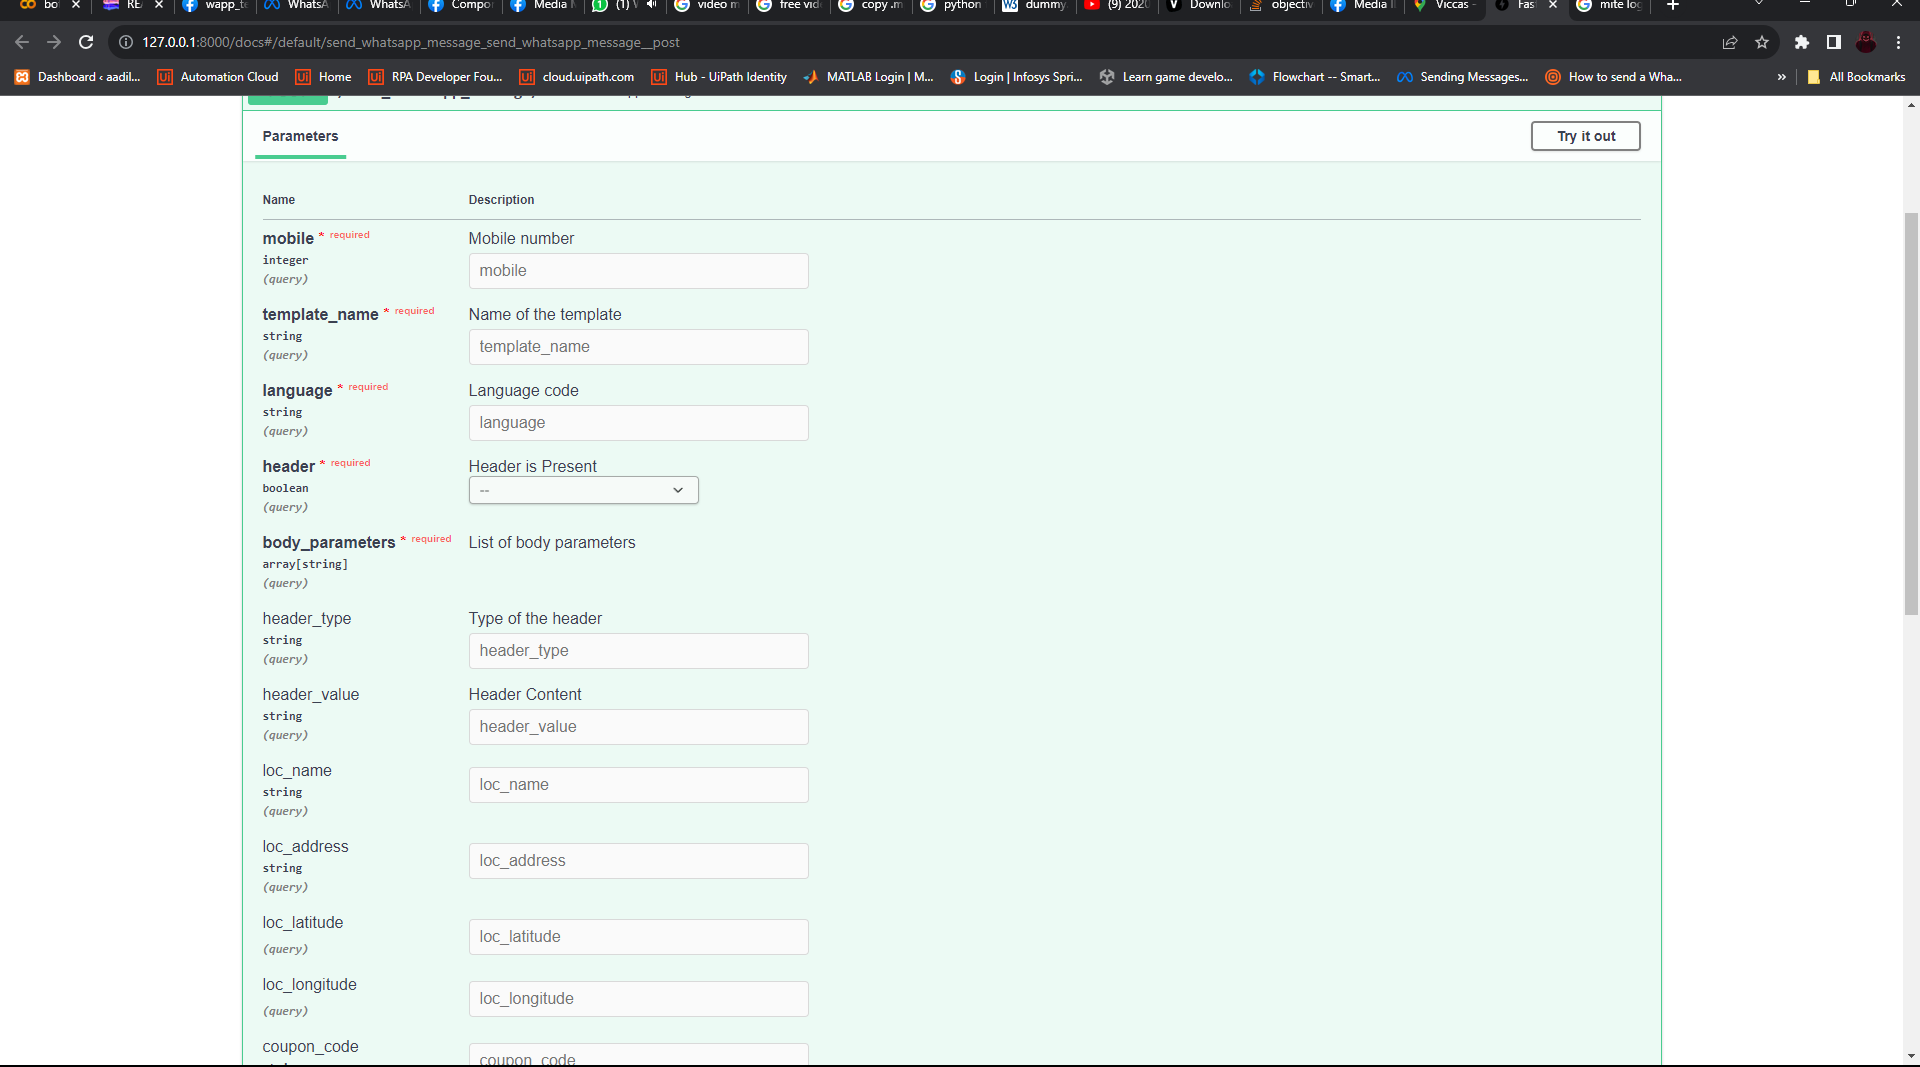 bo
RE
wapp_te
WhatsA
WhatsA
Compor
Media M
(1)
video m
free vide
copy .m
python
dummy.
(9) 2020
Downlo
objectiv
Media I
Viccas -
Fas
mite log
127.0.0.1:8000/docs#/default/send_whatsapp_message_send_whatsapp_message__post
Dashboard ‹ aadil...
Automation Cloud
Home
RPA Developer Fou...
cloud.uipath.com
Hub - UiPath Identity
MATLAB Login | M...
Login | Infosys Spri...
Learn game develo...
Flowchart -- Smart...
Sending Messages...
How to send a Wha...
»
All Bookmarks
Parameters
Try it out
Name Description
mobile * required Mobile number
integer
mobile
(query)
template_name * required Name of the template
string
template_name
(query)
language * required Language code
string
language
(query)
header * required Header is Present
boolean
--
(query)
body_parameters * required List of body parameters
array[string]
(query)
header_type Type of the header
string
header_type
(query)
header_value Header Content
string
header_value
(query)
loc_name
string
loc_name
(query)
loc_address
string
loc_address
(query)
loc_latitude
loc_latitude
(query)
loc_longitude
loc_longitude
(query)
coupon_code
coupon_code